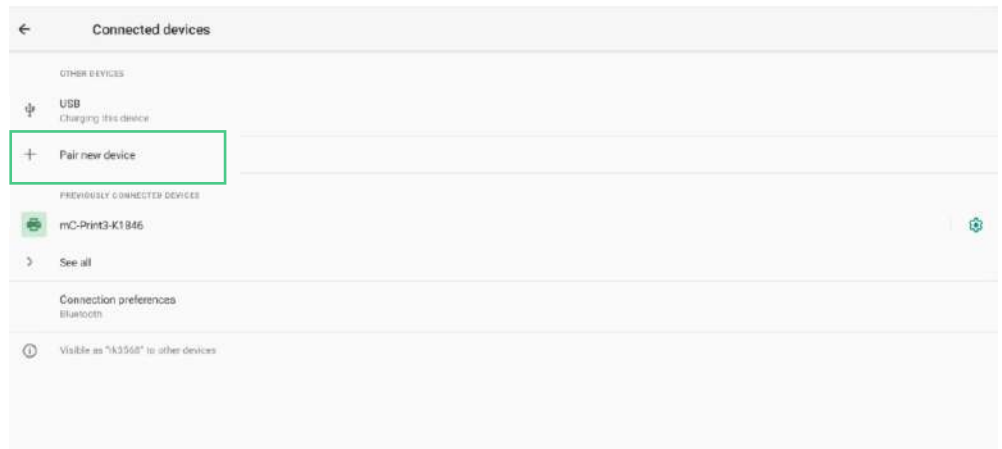 Connected devices
OTHER DEVICES
USB
Charging this device
Pair new device
PREVIOUSLY CONNECTED DEVICES
mC-Print3-K1846
See all
Connection preferences
Bluetooth
Visible as "rk3568" to other devices